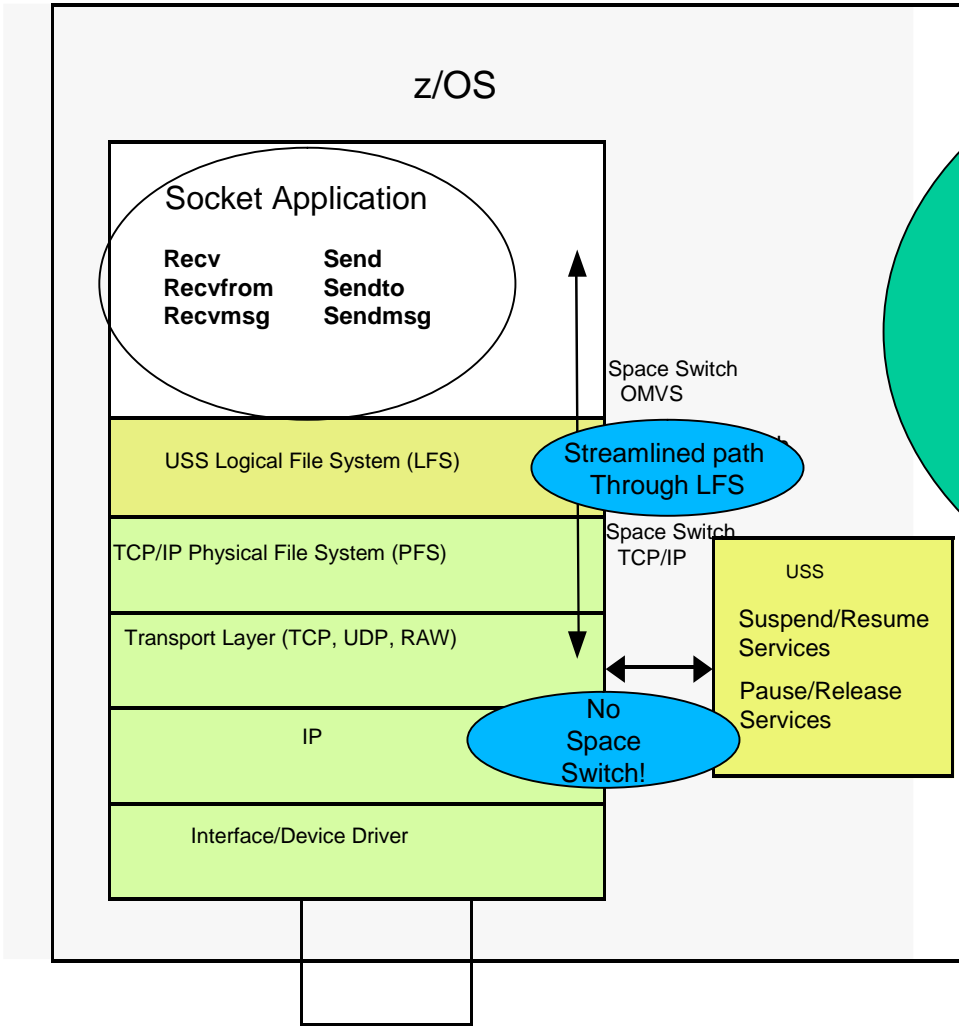 z/OS
Socket Application
Recv Send
Recvfrom Sendto
Recvmsg Sendmsg
Space Switch
OMVS
USS Logical File System (LFS)
Streamlined path
Through LFS
Space Switch
TCP/IP
TCP/IP Physical File System (PFS)
USS
Suspend/Resume
Services
Pause/Release
Services
Transport Layer (TCP, UDP, RAW)
No
Space
Switch!
IP
Interface/Device Driver